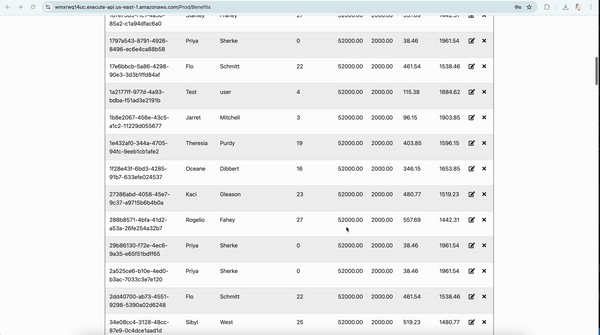 wmxrwq14uc.execute-api.us-east-1.amazonaws.com/Prod/Benefits
85a2-c1a94dfac6a0
1797a543-8791-4926- Priya Sherke 0 52000.00 2000.00 38.46 1961.54
8496-ec6e4ca88b58
17e6bbcb-5a86-4298- Flo Schmitt 22 52000.00 2000.00 461.54 1538.46
90e3-3d3b1ffd84af
1a2177ff-977d-4a93- Test user 4 52000.00 2000.00 115.38 1884.62
bdba-f51ad3e2191b
1b8e2067-456e-43c5- Jarret Mitchell 3 52000.00 2000.00 96.15 1903.85
a1c2-11229d055677
1e432af0-344a-4705- Theresia Purdy 19 52000.00 2000.00 403.85 1596.15
94fc-9eeb1cb1afe2
1f28e43f-6bd3-4285- Oceane Dibbert 16 52000.00 2000.00 346.15 1653.85
91b7-633efe024537
27386abd-4058-45e7- Kaci Gleason 23 52000.00 2000.00 480.77 1519.23
9c37-a9715b6b4b0a
288b8571-4bfa-41d2- Rogelio Fahey 27 52000.00 2000.00 557.69 1442.31
a53a-26fe254a32b7
29b86130-f72e-4ec6- Priya Sherke 0 52000.00 2000.00 38.46 1961.54
9a35-e65f51bdff65
2a525ce6-b10e-4ed0- Priya Sherke 0 52000.00 2000.00 38.46 1961.54
b3ac-7033c3e7e120
2dd40700-ab73-4551- Flo Schmitt 22 52000.00 2000.00 461.54 1538.46
9298-5390a02d6248
34e08cc4-3128-48cc- Sibyl West 25 52000.00 2000.00 519.23 1480.77
87e9-0c4dce1aad1d